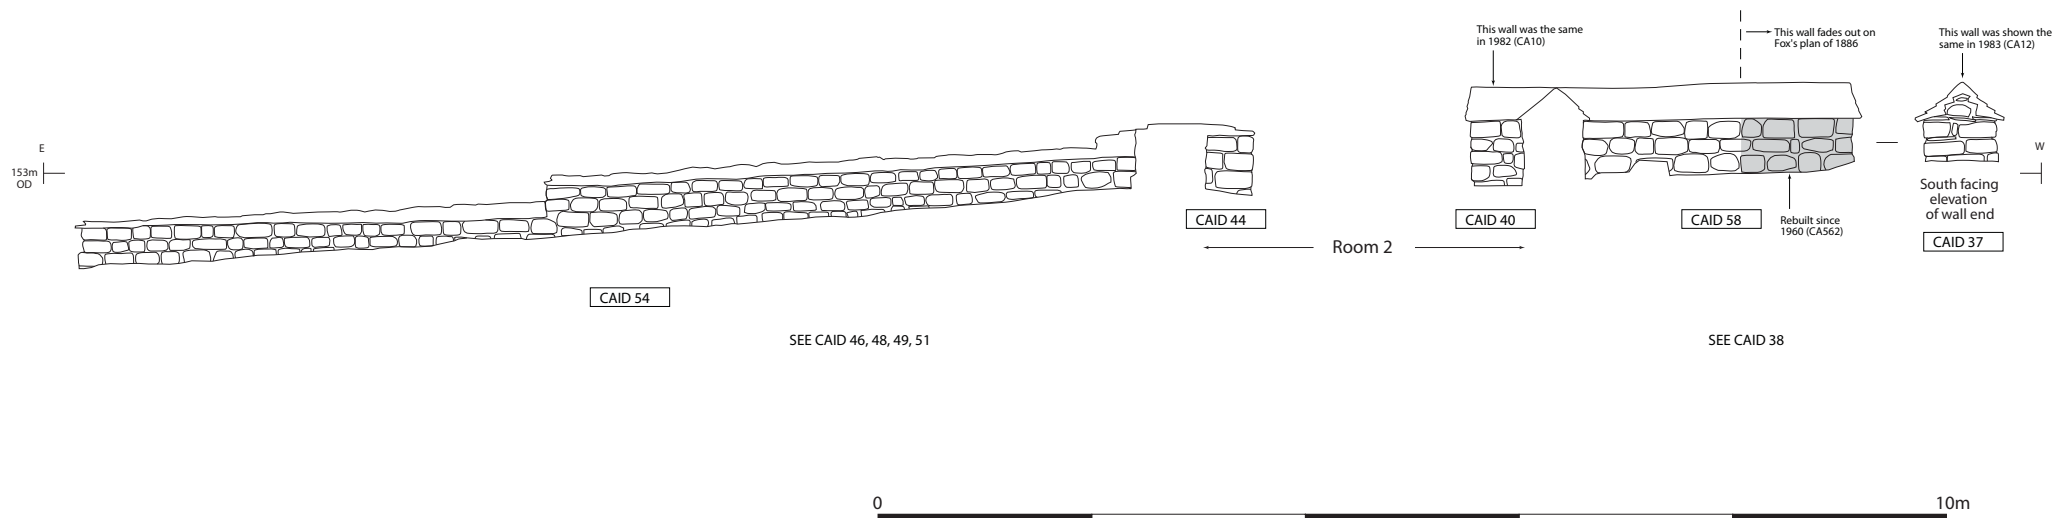 This wall was the same
in 1982 (CA10)
This wall fades out on
Fox's plan of 1886
This wall was shown the
same in 1983 (CA12)
E
153m
OD
W
CAID 44
CAID 40
CAID 58
Rebuilt since
1960 (CA562)
South facing
elevation
of wall end
CAID 37
Room 2
CAID 54
SEE CAID 46, 48, 49, 51
SEE CAID 38
0
10m